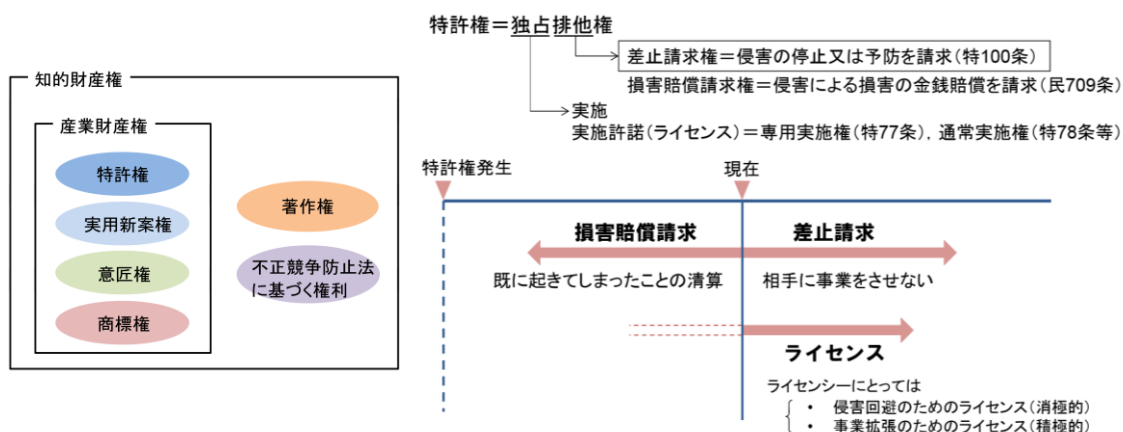 知的財産権
産業財産権
特許権
実用新案権
意匠権
商標権
著作権
不正競争防止法
に基づく権利
特許権＝独占排他権
差止請求権＝侵害の停止又は予防を請求（特100条）
損害賠償請求権＝侵害による損害の金銭賠償を請求（民709条）
実施
実施許諾（ライセンス）＝専用実施権（特77条），通常実施権（特78条等）
特許権発生
現在
損害賠償請求
差止請求
既に起きてしまったことの清算
相手に事業をさせない
ライセンス
ライセンシーにとっては
・ 侵害回避のためのライセンス（消極的）
・ 事業拡張のためのライセンス（積極的）